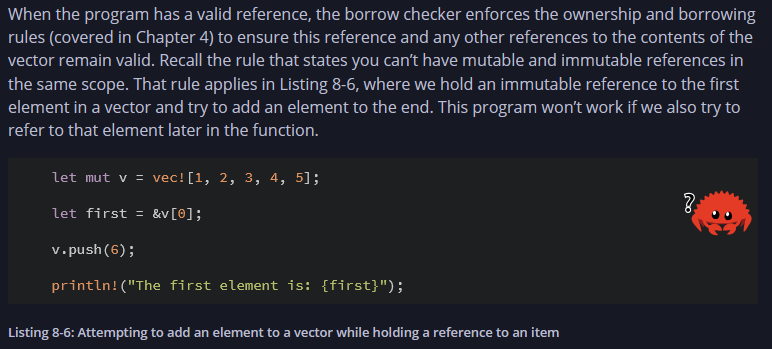 When the program has a valid reference, the borrow checker enforces the ownership and borrowing
rules (covered in Chapter 4) to ensure this reference and any other references to the contents of the
vector remain valid. Recall the rule that states you can’t have mutable and immutable references in
the same scope. That rule applies in Listing 8-6, where we hold an immutable reference to the first
element in a vector and try to add an element to the end. This program won’t work if we also try to
refer to that element later in the function.
let mut v = vec![1, 2, 3, 4, 5];
let first = &v[0];
v.push(6);
println!("The first element is: {first}");
?
Listing 8-6: Attempting to add an element to a vector while holding a reference to an item